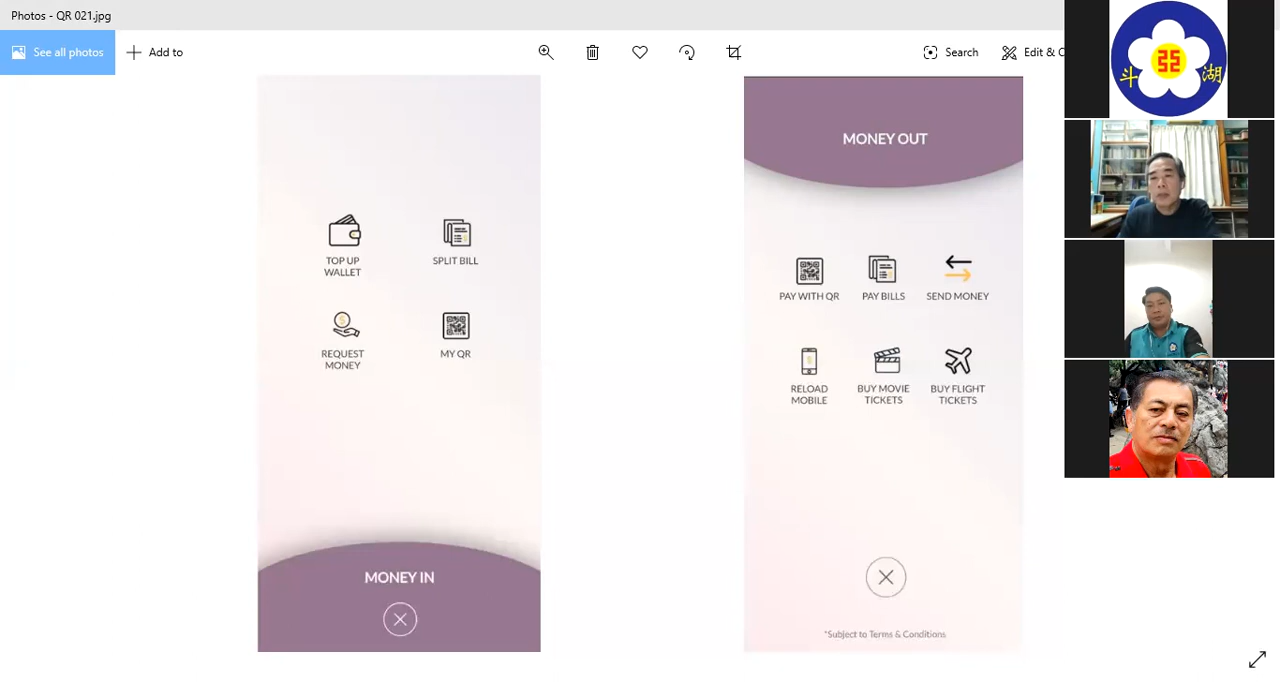 Photos - QR 021.jpg
See all photos
Add to
Search
Edit & C
TOP UP
WALLET
SPLIT BILL
REQUEST
MONEY
MY QR
MONEY IN
MONEY OUT
PAY WITH QR
PAY BILLS
SEND MONEY
RELOAD
MOBILE
BUY MOVIE
TICKETS
BUY FLIGHT
TICKETS
*Subject to Terms & Conditions
斗 湖